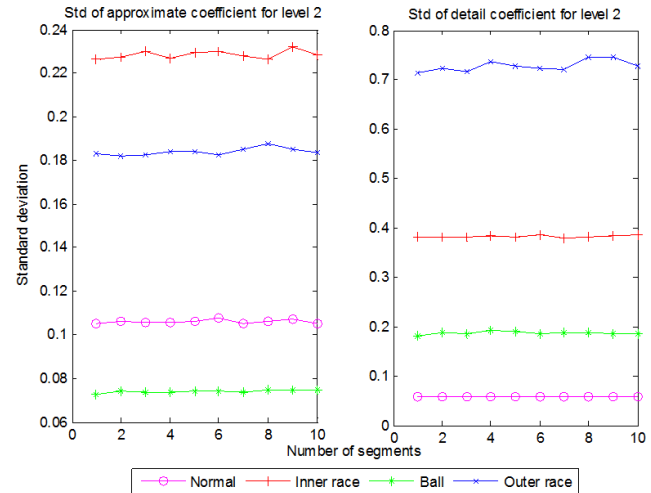 Std of approximate coefficient for level 2
Std of detail coefficient for level 2
Standard deviation
0.24
0.22
0.2
0.18
0.16
0.14
0.12
0.1
0.08
0.06
0 2 4 6 8 10
0.8
0.7
0.6
0.5
0.4
0.3
0.2
0.1
0
0 2 4 6 8 10
Number of segments
Normal Inner race Ball Outer race